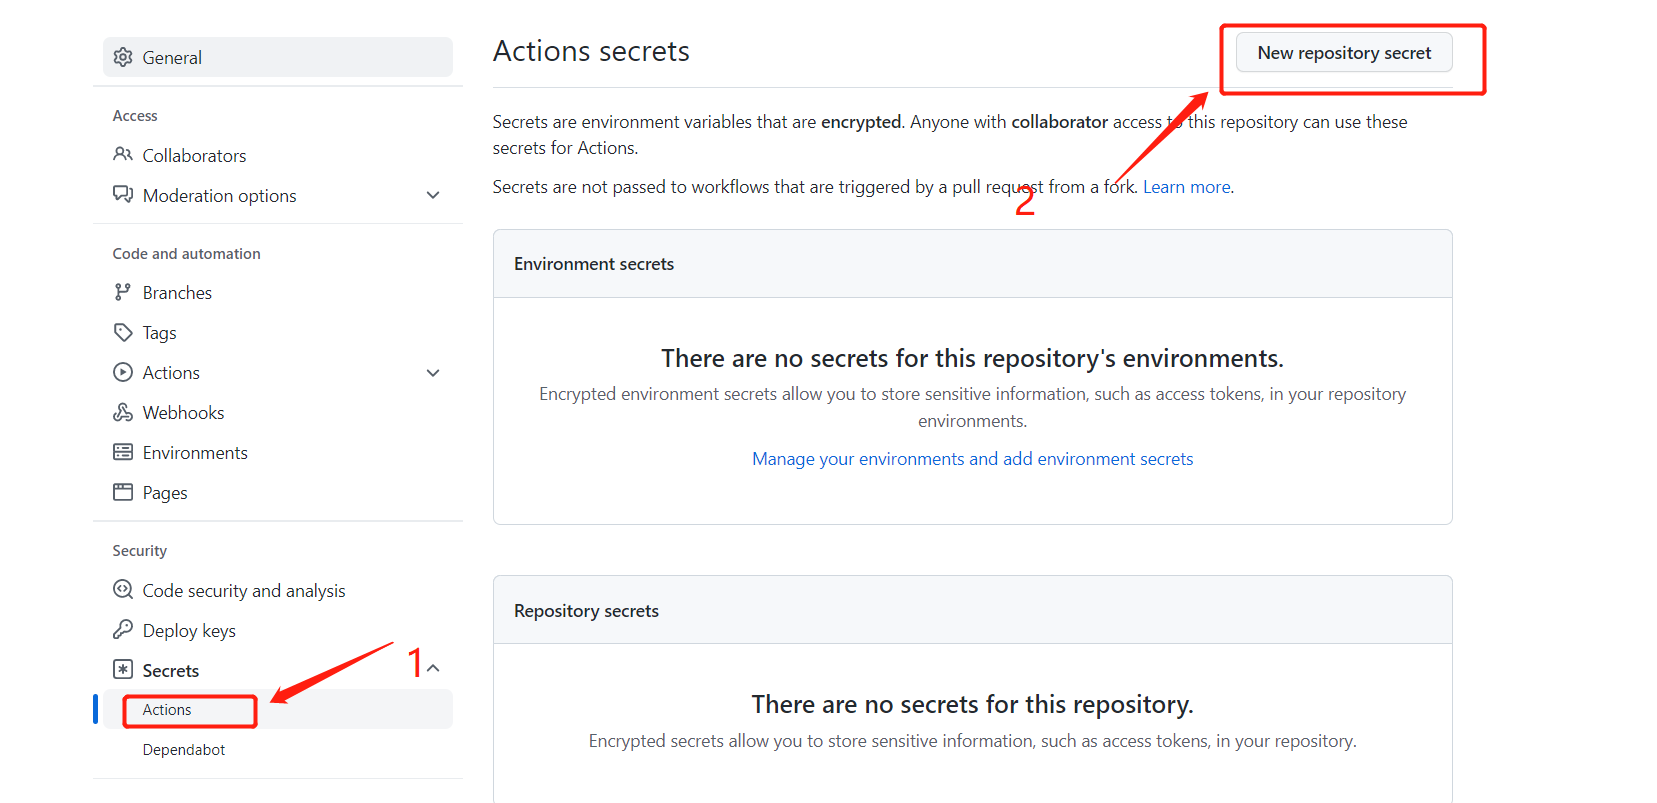 General
Access
Collaborators
Moderation options
Code and automation
Branches
Tags
Actions
Webhooks
Environments
Pages
Security
Code security and analysis
Deploy keys
Secrets
1
Actions
Dependabot
Actions secrets
New repository secret
Secrets are environment variables that are encrypted. Anyone with collaborator access to this repository can use these
secrets for Actions.
Secrets are not passed to workflows that are triggered by a pull request from a fork. Learn more.
2
Environment secrets
There are no secrets for this repository's environments.
Encrypted environment secrets allow you to store sensitive information, such as access tokens, in your repository
environments.
Manage your environments and add environment secrets
Repository secrets
There are no secrets for this repository.
Encrypted secrets allow you to store sensitive information, such as access tokens, in your repository.